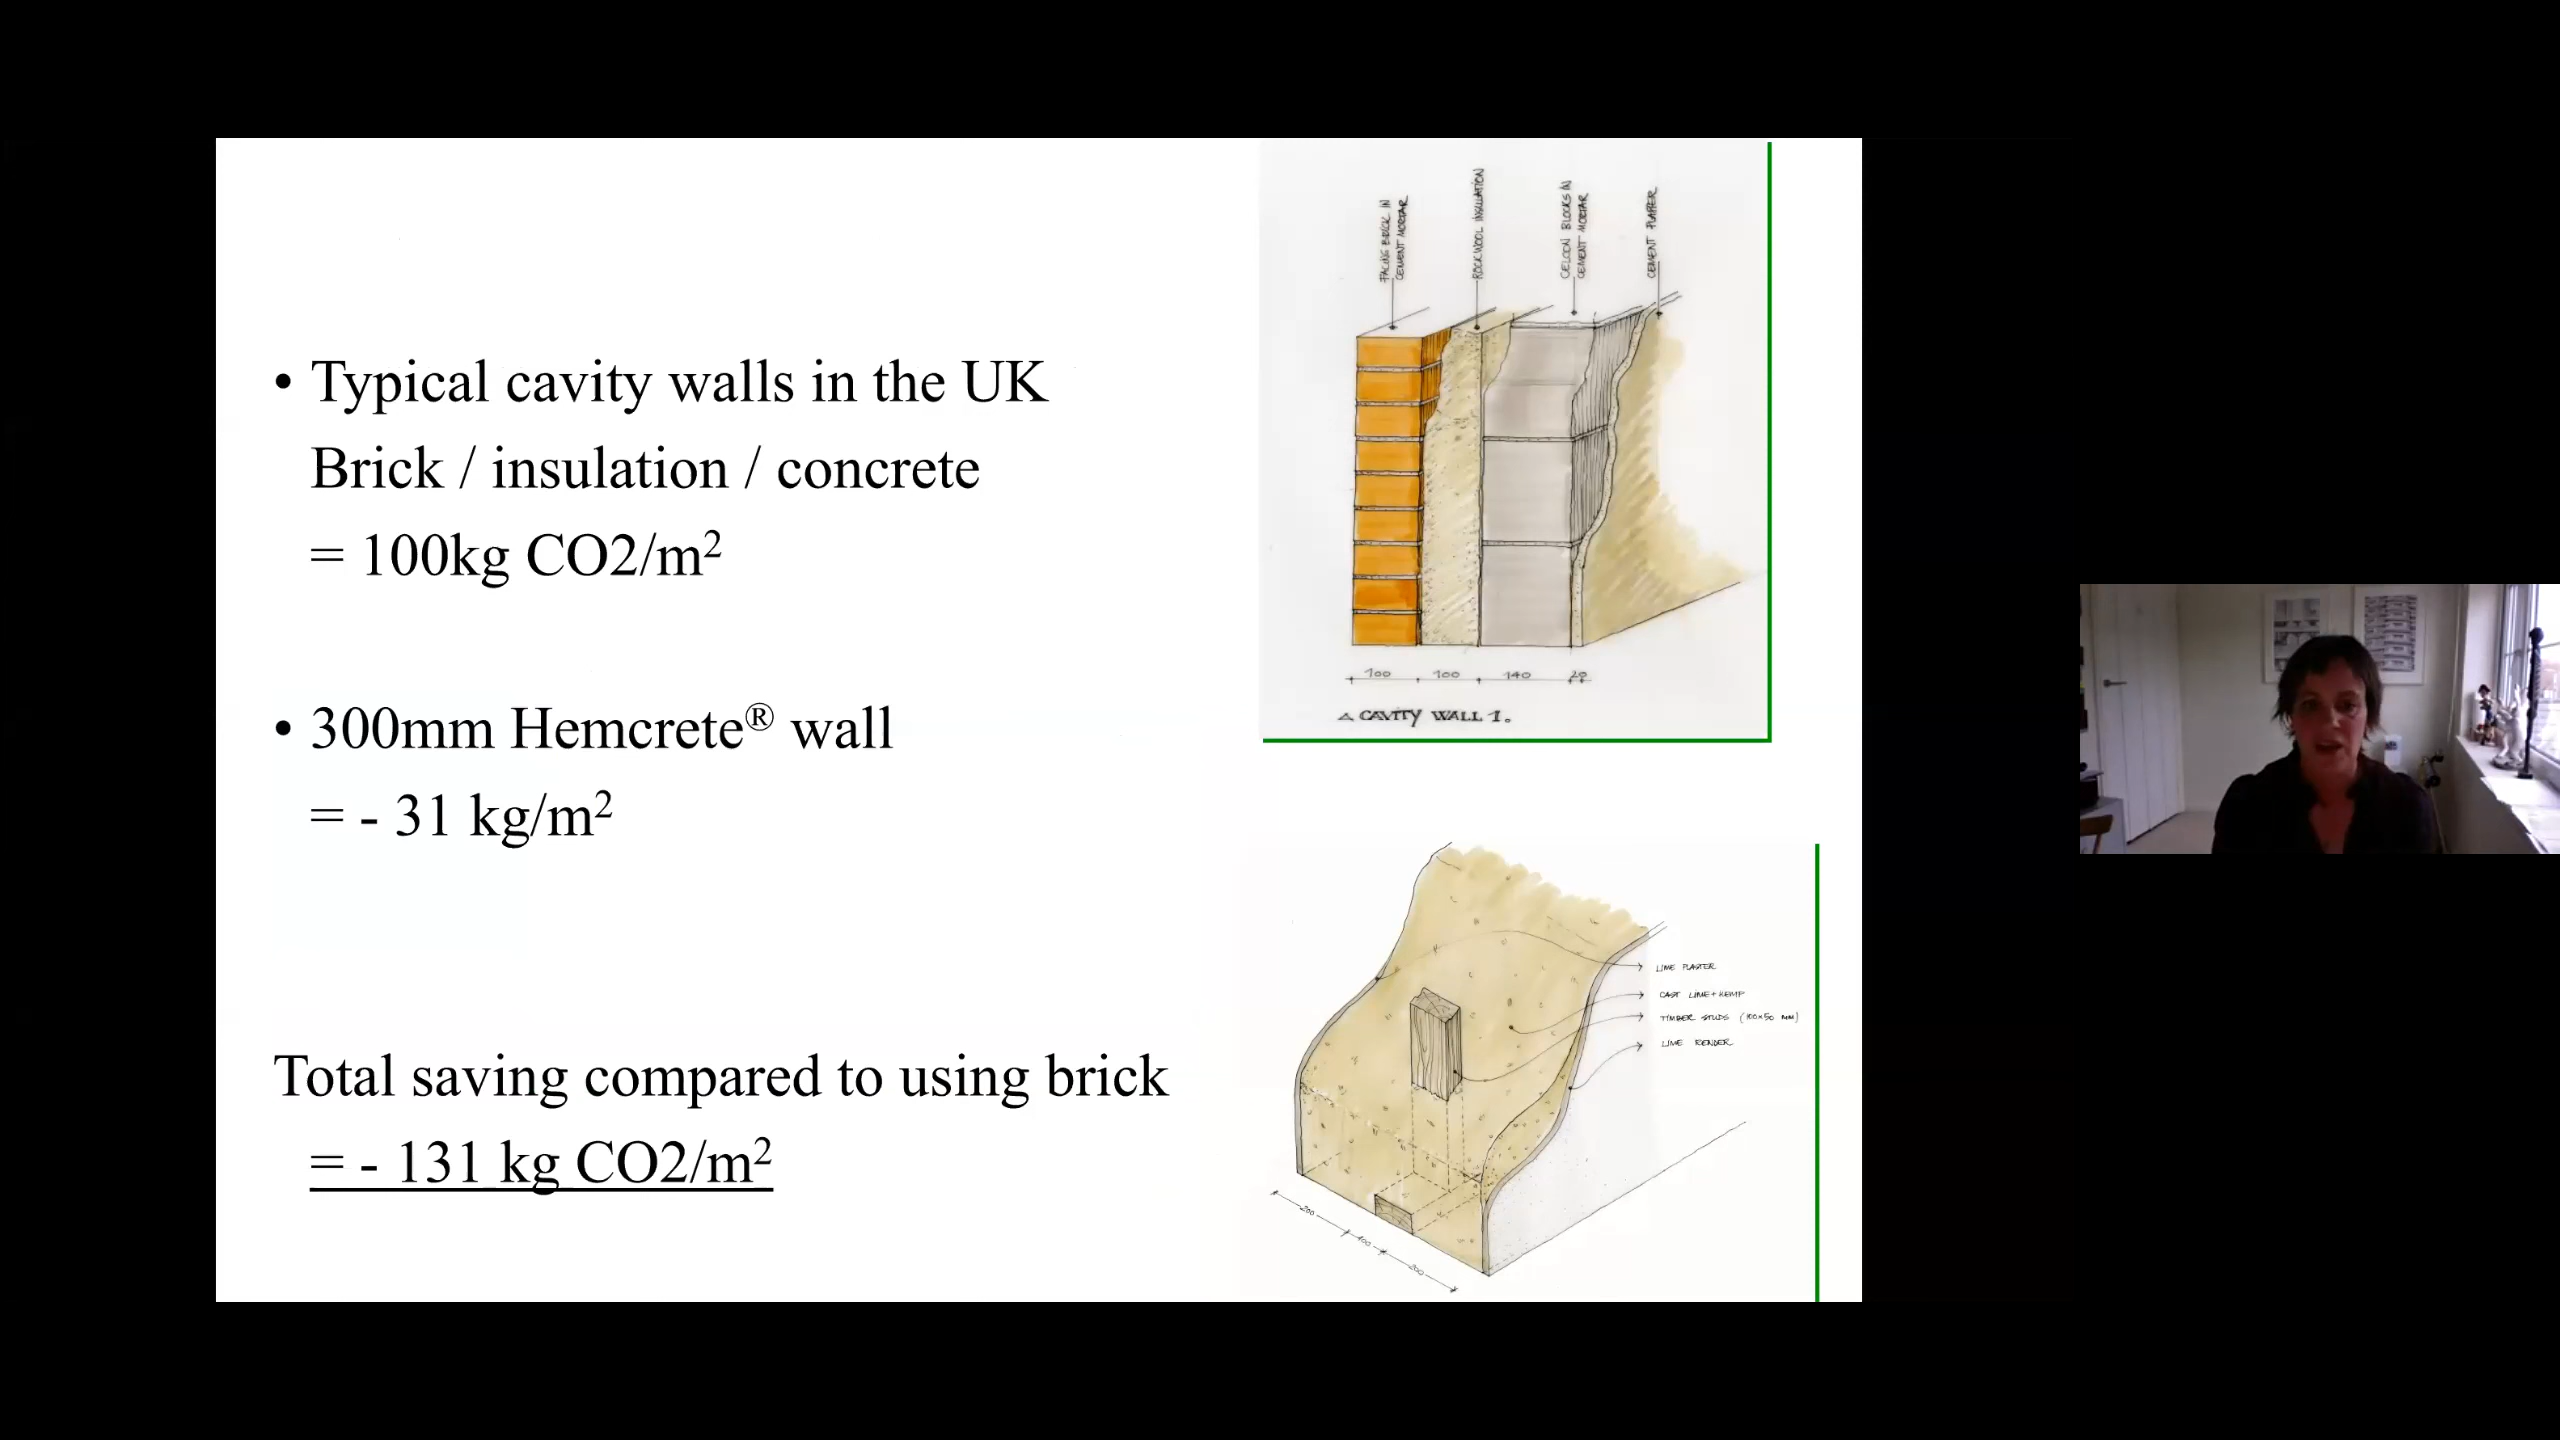 • Typical cavity walls in the UK
Brick / insulation / concrete
= 100kg CO2/m²
• 300mm Hemcrete® wall
= - 31 kg/m²
Total saving compared to using brick
= - 131 kg CO2/m²
FACING BRICK IN
CEMENT MORTAR
ROCKWOOL INSULATION
CELCON BLOCKS IN
CEMENT MORTAR
CEMENT PLASTER
100 100 140 20
CAVITY WALL 1.
LIME PLASTER
CAST LIME + HEMP
TIMBER STUDS (100x50 MM)
LIME RENDER
200 100 200